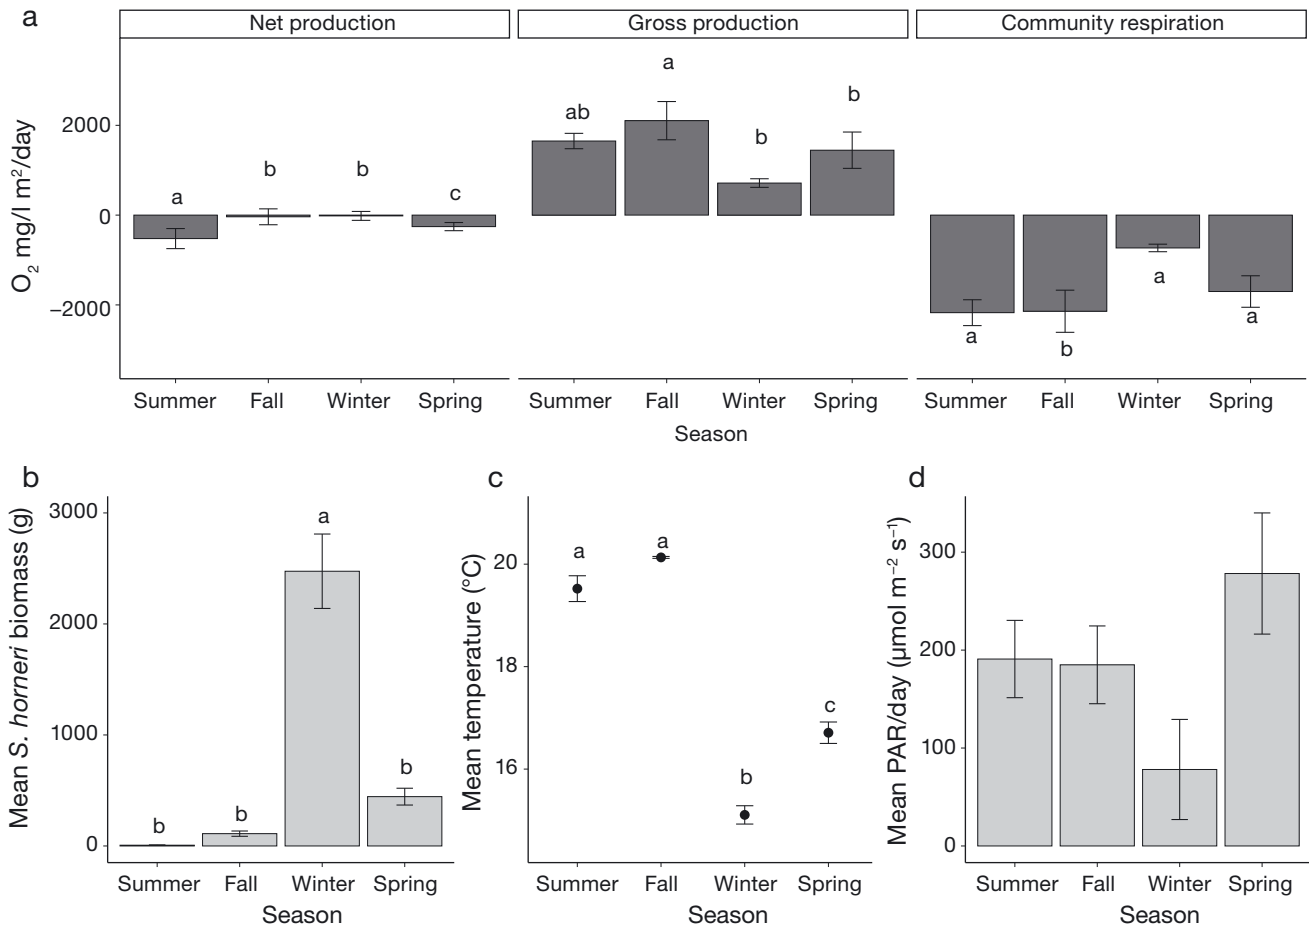 a
Net production
Gross production
Community respiration
O2 mg/l m²/day
2000
0
−2000
a
b
b
c
ab
a
b
b
a
b
a
a
Summer
Fall
Winter
Spring
Summer
Fall
Winter
Spring
Summer
Fall
Winter
Spring
Season
b
Mean S. horneri biomass (g)
3000
2000
1000
0
b
b
a
b
Summer
Fall
Winter
Spring
Season
c
Mean temperature (°C)
20
18
16
a
a
b
c
Summer
Fall
Winter
Spring
Season
d
Mean PAR/day (µmol m−2 s−1)
300
200
100
0
Summer
Fall
Winter
Spring
Season